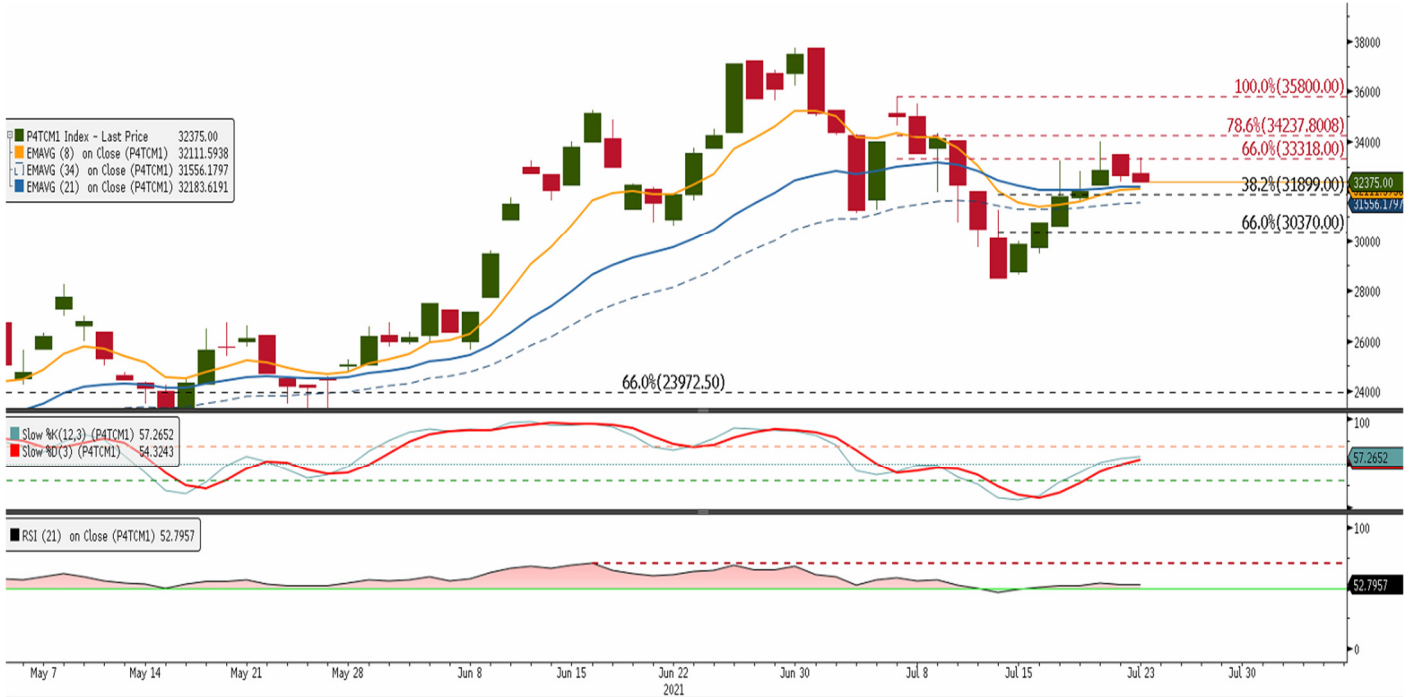 38000
36000
34000
30000
28000
26000
24000
100.0%(35800.00)
78.6%(34237.8008)
66.0%(33318.00)
38.2%(31899.00)
66.0%(30370.00)
66.0%(23972.50)
32375.00
31556.1797
P4TCM1 Index - Last Price 32375.00
EMAVG (8) on Close (P4TCM1) 32111.5938
EMAVG (34) on Close (P4TCM1) 31556.1797
EMAVG (21) on Close (P4TCM1) 32183.6191
Slow %K(12,3) (P4TCM1) 57.2652
Slow %D(3) (P4TCM1) 54.3243
100
57.2652
RSI (21) on Close (P4TCM1) 52.7957
100
52.7957
0
May 7 May 14 May 21 May 28 Jun 8 Jun 15 Jun 22 Jun 30 Jul 8 Jul 15 Jul 23 Jul 30
2021